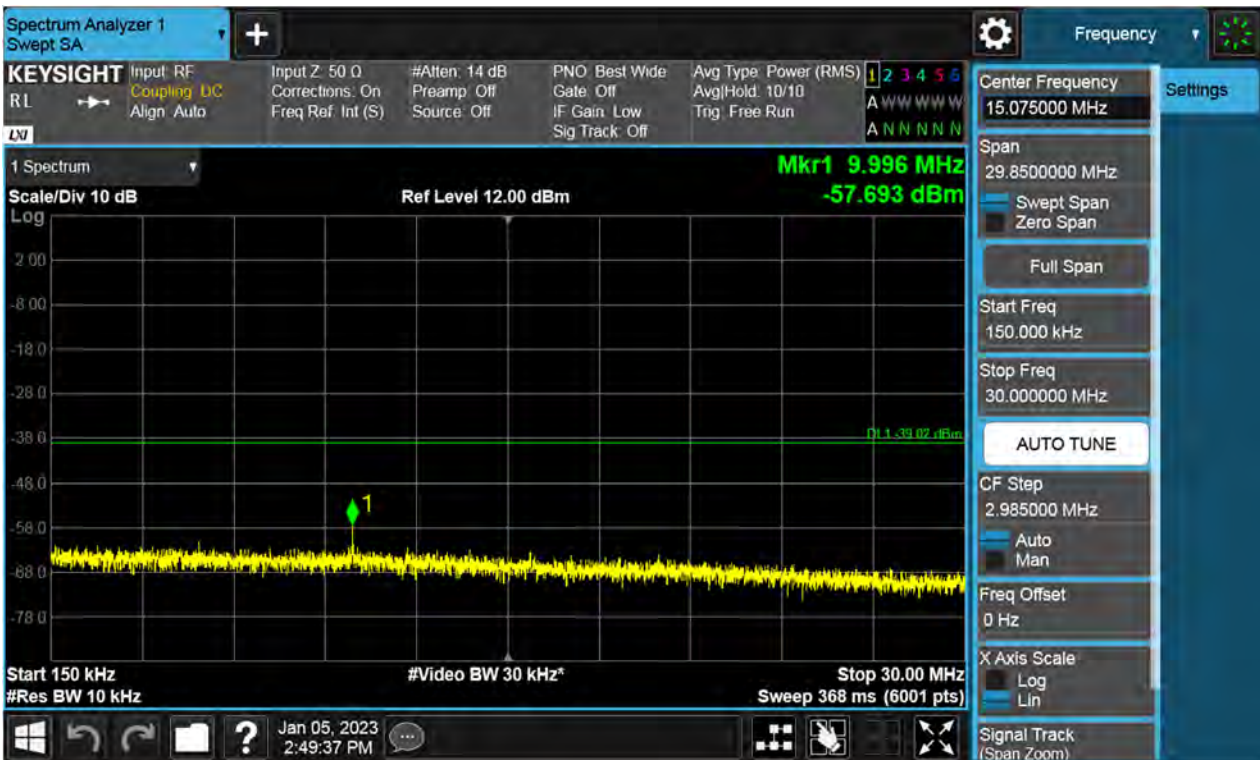 Spectrum Analyzer 1
Swept SA
Frequency
KEYSIGHT
RL
LXI
Input: RF
Coupling: DC
Align: Auto
Input Z: 50 Ω
Corrections: On
Freq Ref: Int (S)
#Atten: 14 dB
Preamp: Off
Source: Off
PNO: Best Wide
Gate: Off
IF Gain: Low
Sig Track: Off
Avg Type: Power (RMS)
Avg|Hold: 10/10
Trig: Free Run
1 2 3 4 5 6
A W W W W W
A N N N N N
1 Spectrum
Scale/Div 10 dB
Log
Ref Level 12.00 dBm
Mkr1 9.996 MHz
-57.693 dBm
2.00
-8.00
-18.0
-28.0
-38.0
DL1 -39.02 dBm
-48.0
1
-58.0
-68.0
-78.0
Start 150 kHz
#Video BW 30 kHz*
Stop 30.00 MHz
#Res BW 10 kHz
Sweep 368 ms (6001 pts)
Jan 05, 2023
2:49:37 PM
Settings
Center Frequency
15.075000 MHz
Span
29.8500000 MHz
Swept Span
Zero Span
Full Span
Start Freq
150.000 kHz
Stop Freq
30.000000 MHz
AUTO TUNE
CF Step
2.985000 MHz
Auto
Man
Freq Offset
0 Hz
X Axis Scale
Log
Lin
Signal Track
(Span Zoom)